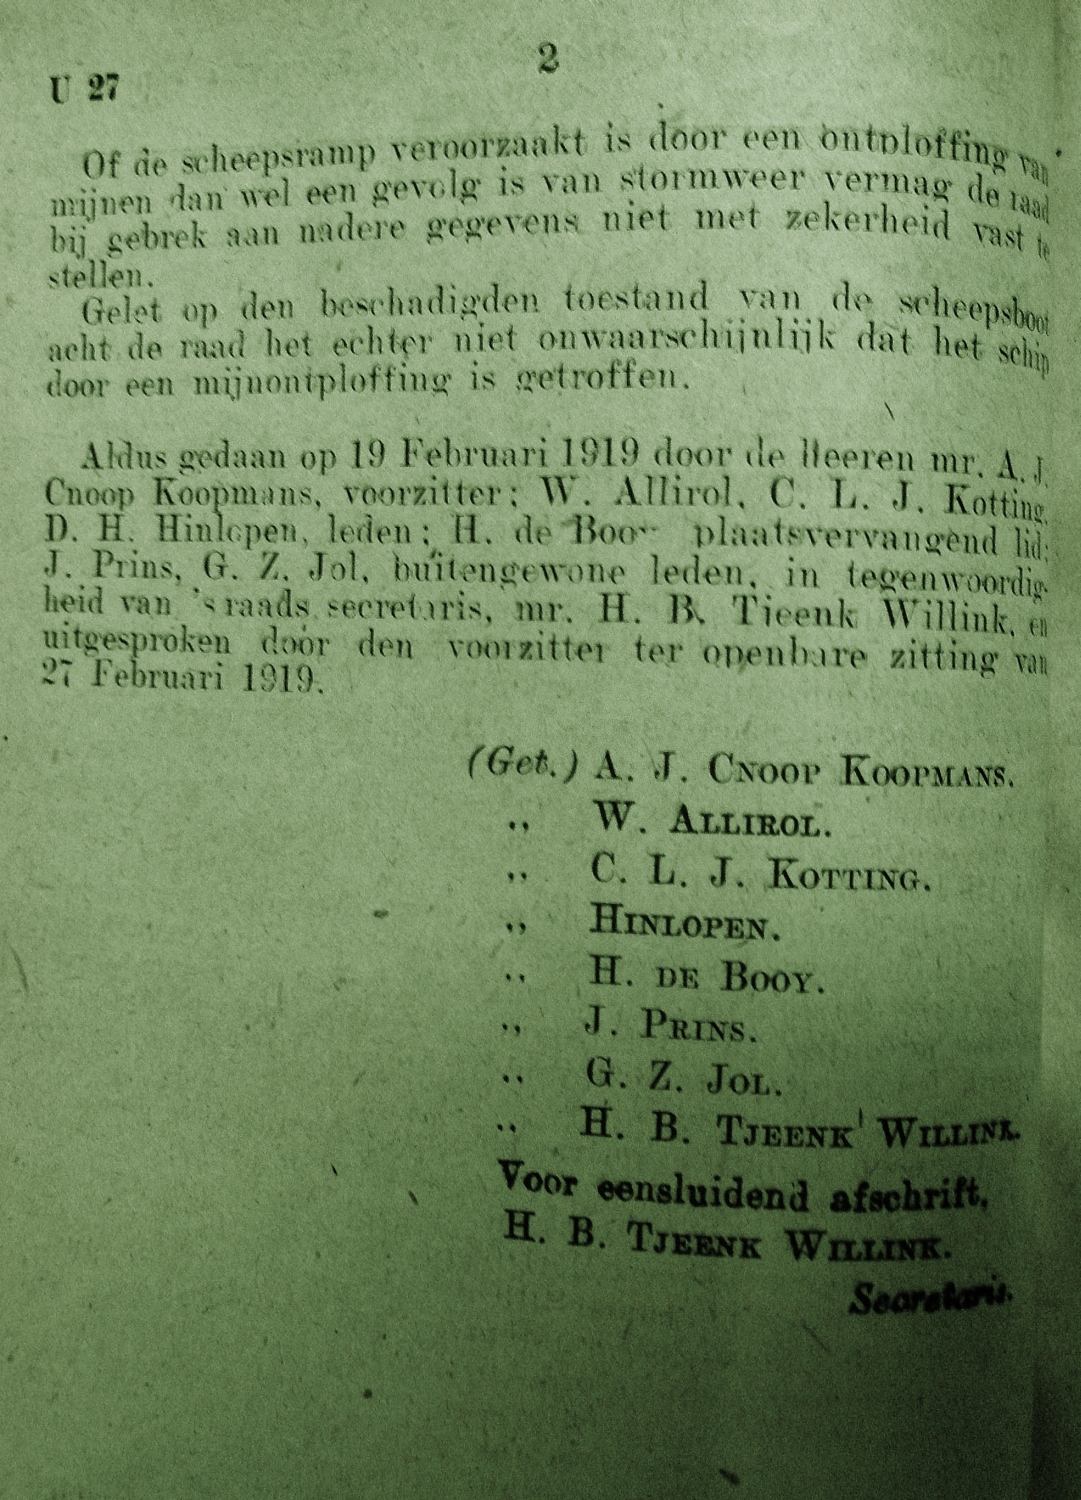 2
U 27
Of de scheepsramp veroorzaakt is door een ontploffing van
mijnen dan wel een gevolg is van stormweer vermag de raad
bij gebrek aan nadere gegevens niet met zekerheid vast te
stellen.
Gelet op den beschadigden toestand van de scheepsboot
acht de raad het echter niet onwaarschijnlijk dat het schip
door een mijnontploffing is getroffen.
Aldus gedaan op 19 Februari 1919 door de Heeren mr. A. J.
Cnoop Koopmans, voorzitter; W. Allirol, C. L. J. Kotting,
D. H. Hinlopen, leden; H. de Booy plaatsvervangend lid;
J. Prins, G. Z. Jol, buitengewone leden, in tegenwoordig-
heid van 's raads secretaris, mr. H. B. Tjeenk Willink, en
uitgesproken door den voorzitter ter openbare zitting van
27 Februari 1919.
(Get.) A. J. CNOOP KOOPMANS.
„ W. ALLIROL.
„ C. L. J. KOTTING.
„ HINLOPEN.
„ H. DE BOOY.
„ J. PRINS.
„ G. Z. JOL.
„ H. B. TJEENK WILLINK.
Voor eensluidend afschrift,
H. B. TJEENK WILLINK.
Secretaris.